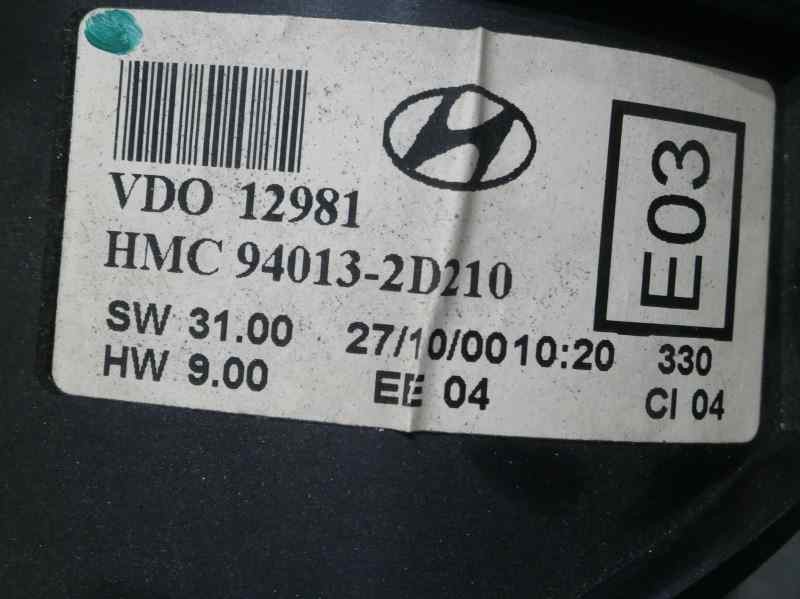 VDO 12981
HMC 94013-2D210
SW 31.00 27/10/00 10:20 330
HW 9.00 EE 04 CI 04
E03